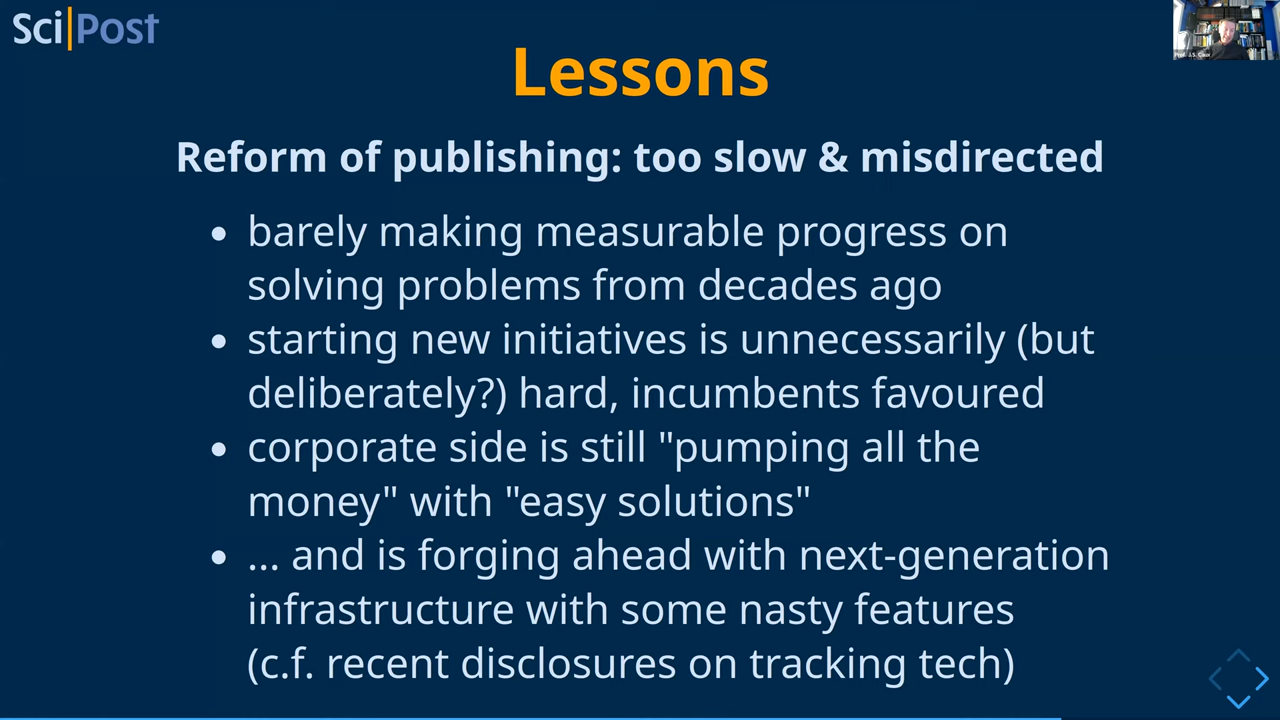 Sci|Post
Lessons
Reform of publishing: too slow & misdirected
• barely making measurable progress on
solving problems from decades ago
• starting new initiatives is unnecessarily (but
deliberately?) hard, incumbents favoured
• corporate side is still "pumping all the
money" with "easy solutions"
• ... and is forging ahead with next-generation
infrastructure with some nasty features
(c.f. recent disclosures on tracking tech)